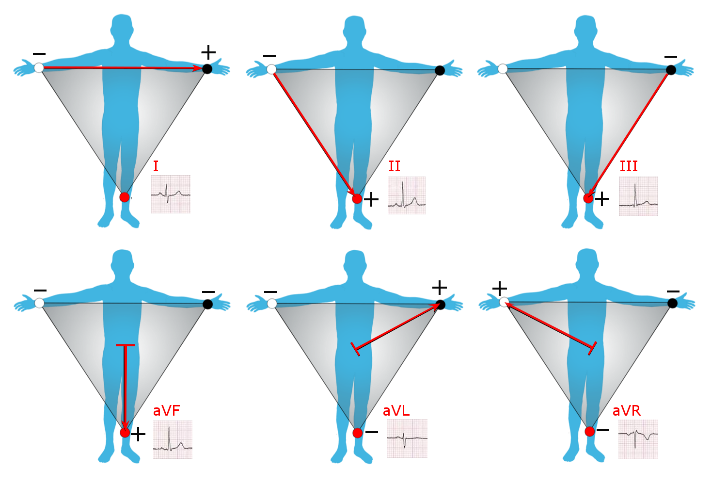 − +
− +
−
+
I
II
III
− −
− +
+ −
+
−
−
aVF
aVL
aVR